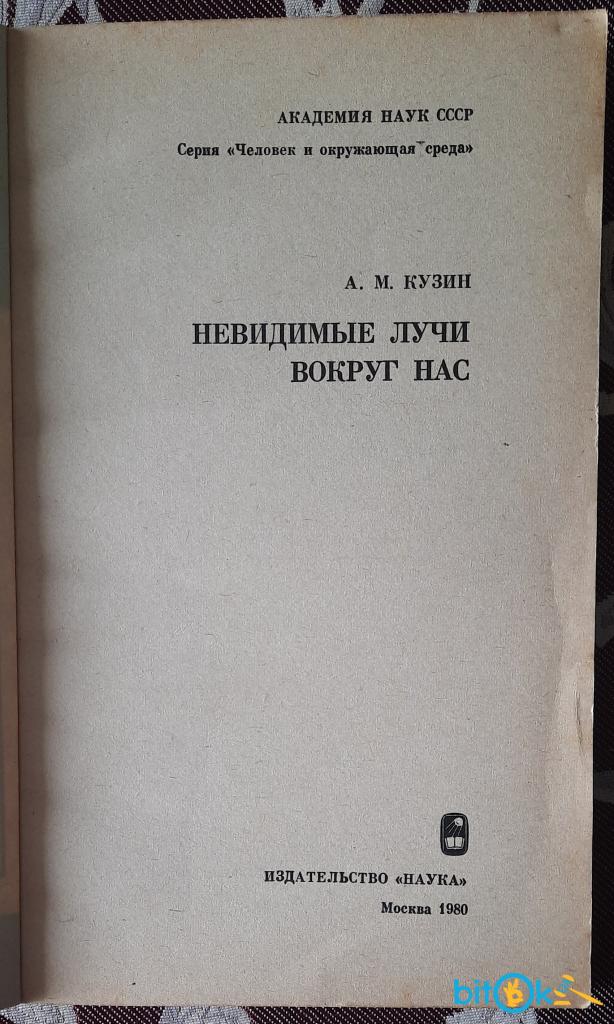 АКАДЕМИЯ НАУК СССР
Серия «Человек и окружающая среда»
А. М. КУЗИН
НЕВИДИМЫЕ ЛУЧИ
ВОКРУГ НАС
ИЗДАТЕЛЬСТВО «НАУКА»
Москва 1980
bitOk